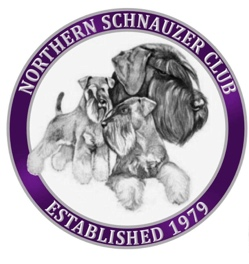 NORTHERN SCHNAUZER CLUB
ESTABLISHED 1979